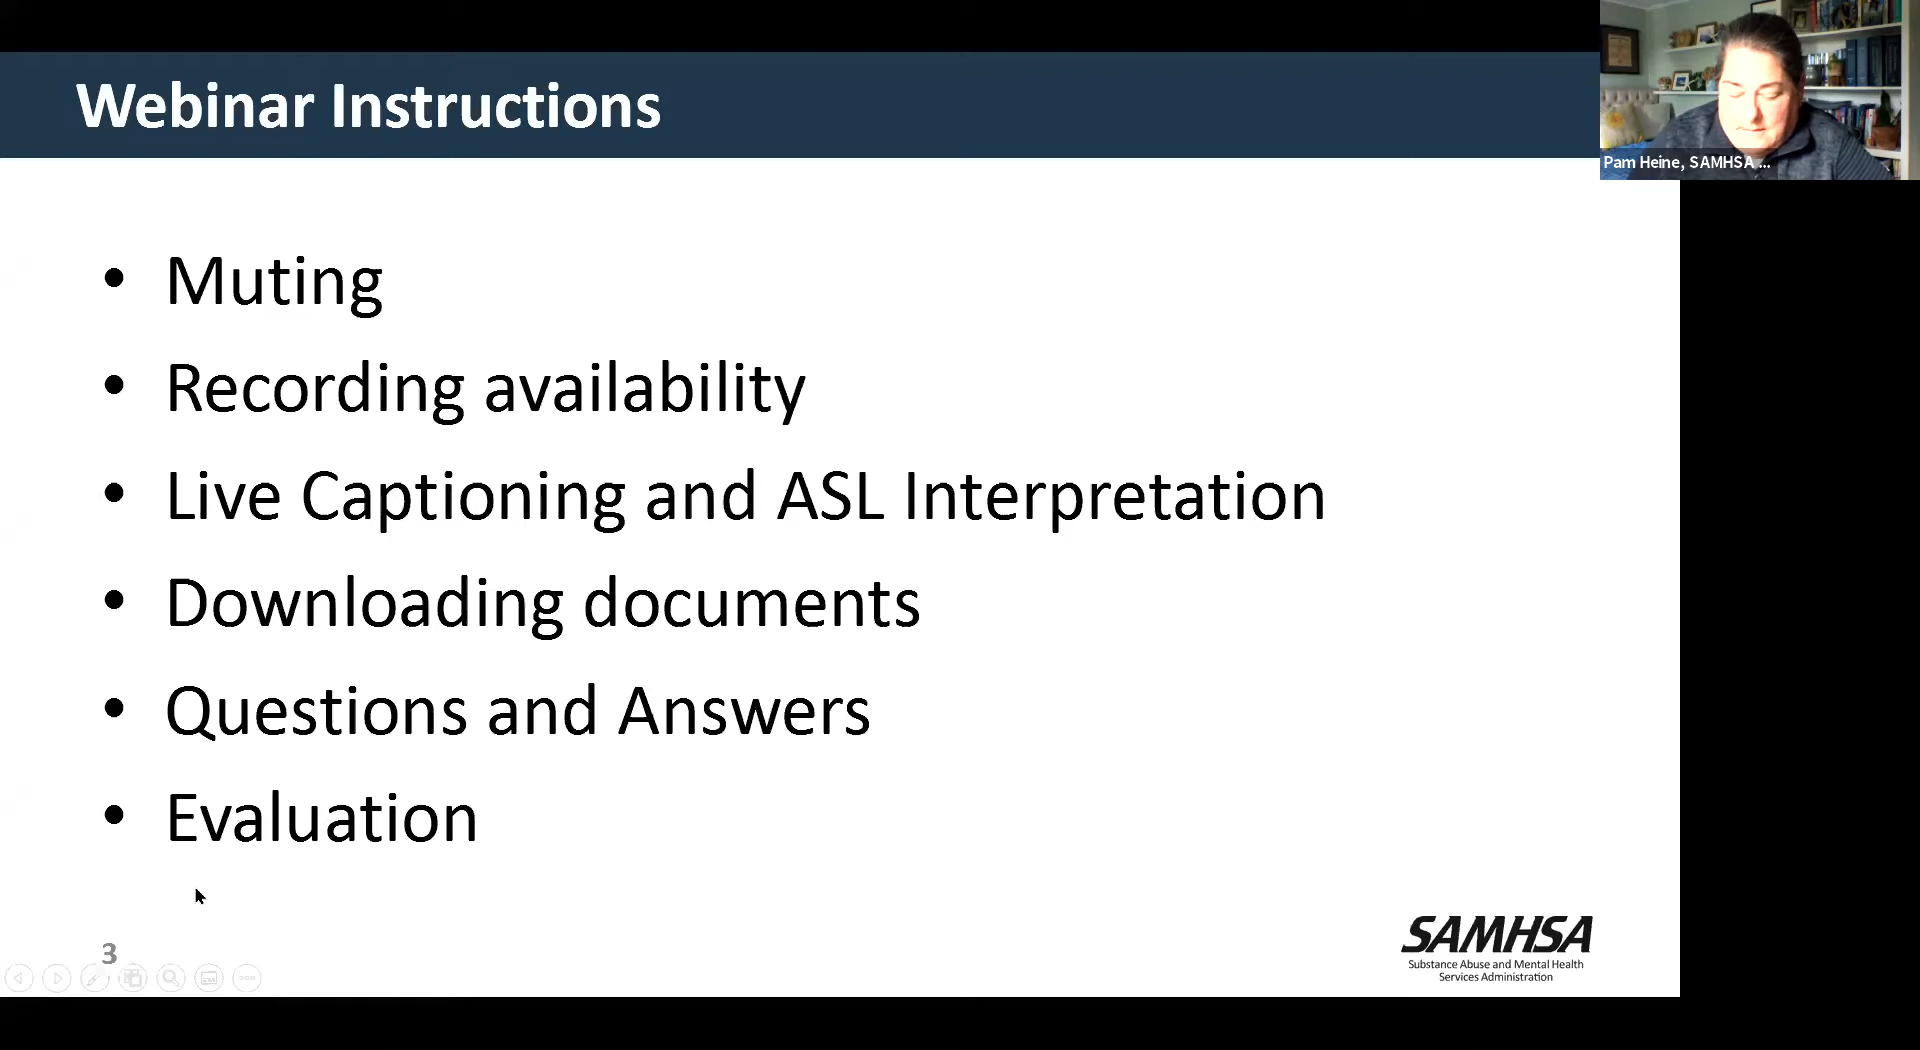 Webinar Instructions
Pam Heine, SAMHSA ...
• Muting
• Recording availability
• Live Captioning and ASL Interpretation
• Downloading documents
• Questions and Answers
• Evaluation
3
SAMHSA
Substance Abuse and Mental Health
Services Administration